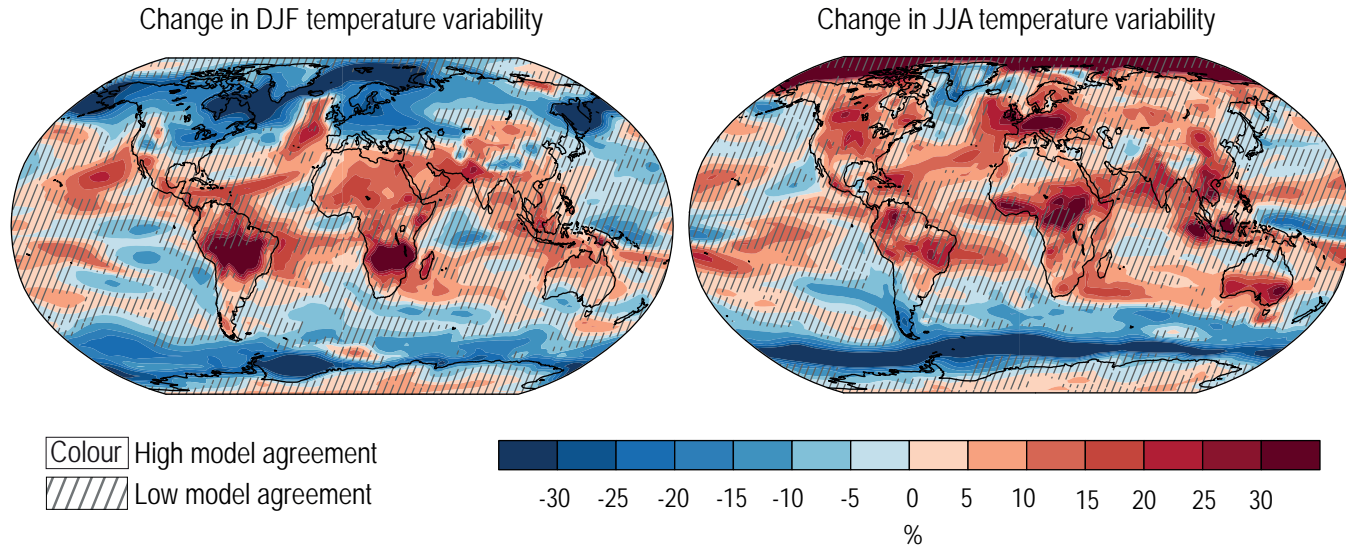 Change in DJF temperature variability
Change in JJA temperature variability
Colour High model agreement
Low model agreement
-30 -25 -20 -15 -10 -5 0 5 10 15 20 25 30
%